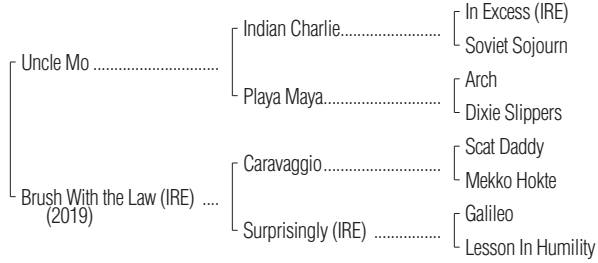 In Excess (IRE)
Indian Charlie.......................
Soviet Sojourn
Uncle Mo ..............................
Arch
Playa Maya...........................
Dixie Slippers
Scat Daddy
Caravaggio...........................
Mekko Hokte
Brush With the Law (IRE) ....
(2019)
Galileo
Surprisingly (IRE) ................
Lesson In Humility